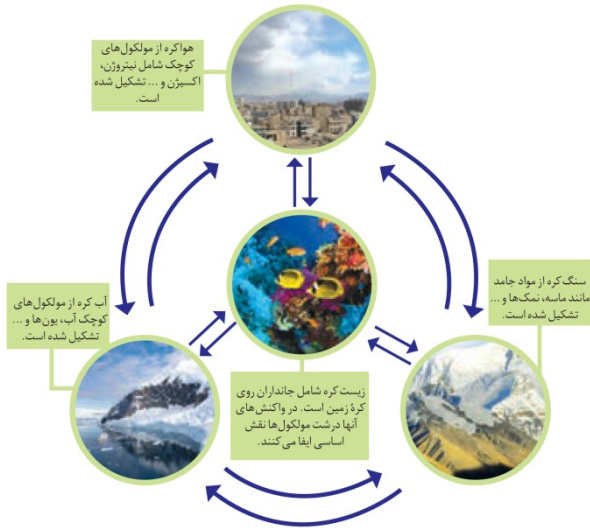 هواکره از مولکول‌های
کوچک شامل نیتروژن،
اکسیژن و ... تشکیل شده
است.
سنگ کره از مواد جامد
مانند ماسه، نمک‌ها و ...
تشکیل شده است.
آب کره از مولکول‌های
کوچک آب، یون‌ها و ...
تشکیل شده است.
زیست کره شامل جانداران روی
کرهٔ زمین است. در واکنش‌های
آنها درشت مولکول‌ها نقش
اساسی ایفا می‌کنند.